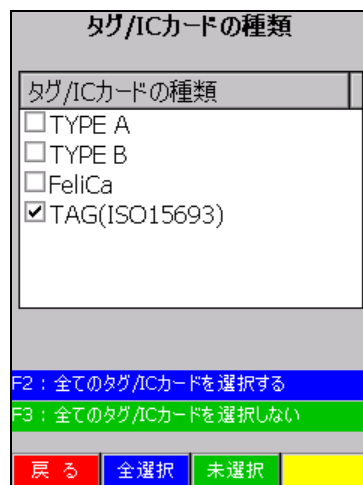 タグ/ICカードの種類
タグ/ICカードの種類
TYPE A
TYPE B
FeliCa
TAG(ISO15693)
F2：全てのタグ/ICカードを選択する
F3：全てのタグ/ICカードを選択しない
戻 る 全選択 未選択